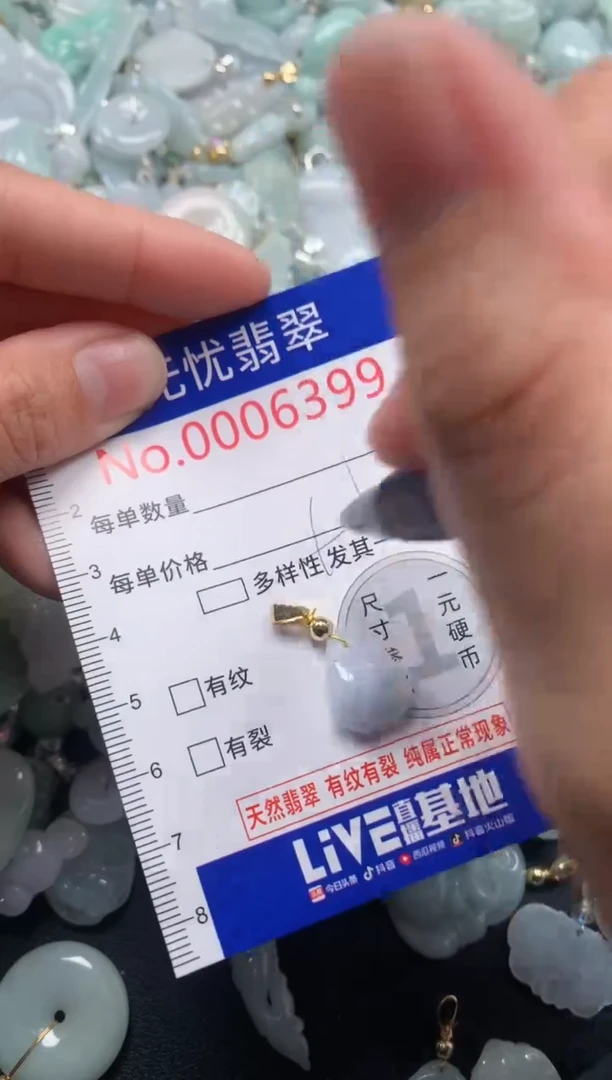 无忧翡翠
No.0006399
2
每单数量
3
每单价格
多样性 发其一
4
尺寸
一元硬币
1
5
有纹
6
有裂
天然翡翠 有纹有裂 纯属正常现象
7
LiVE直播基地
8
今日头条 抖音 西瓜视频 抖音火山版